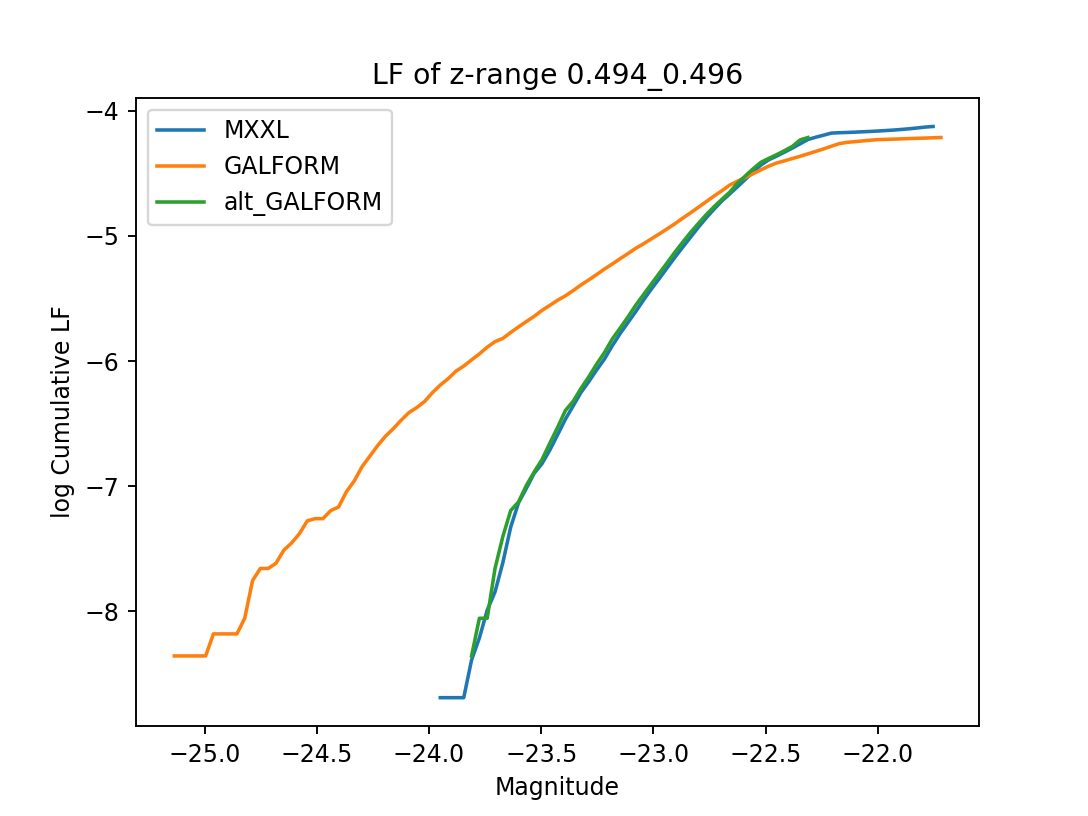 LF of z-range 0.494_0.496
MXXL
GALFORM
alt_GALFORM
log Cumulative LF
−4
−5
−6
−7
−8
−25.0
−24.5
−24.0
−23.5
−23.0
−22.5
−22.0
Magnitude